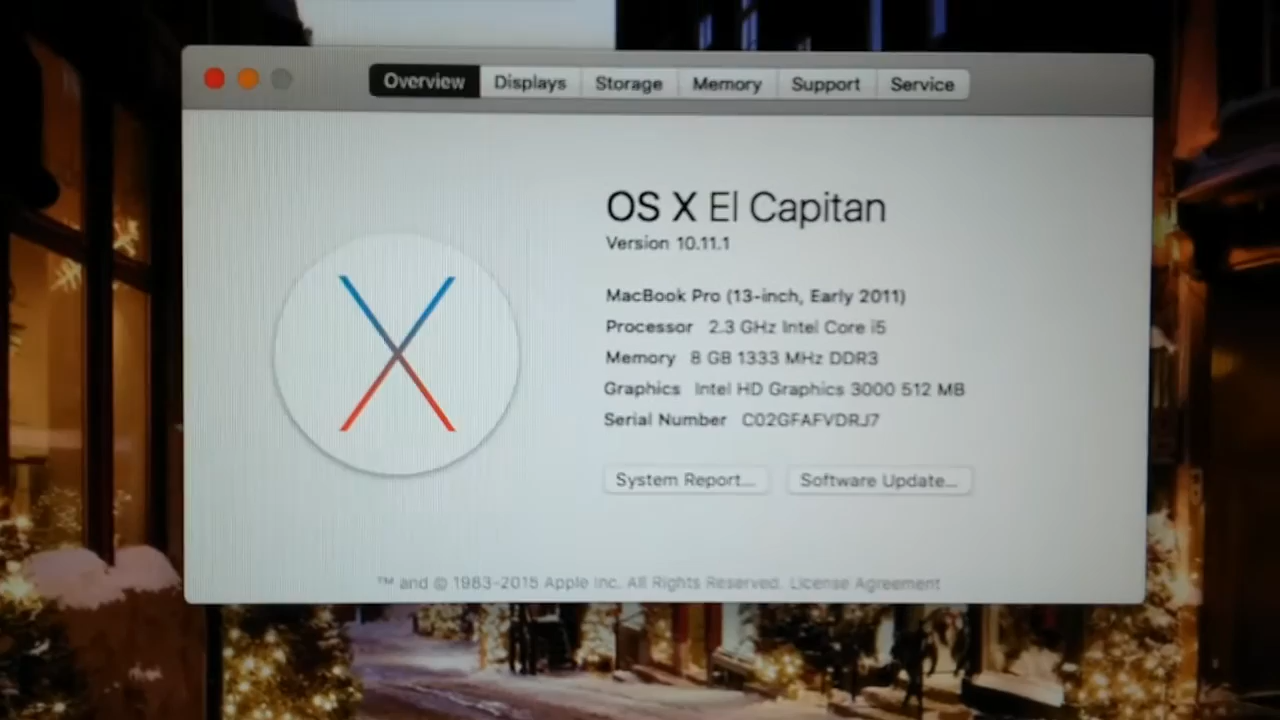 Overview Displays Storage Memory Support Service
OS X El Capitan
Version 10.11.1
MacBook Pro (13-inch, Early 2011)
Processor 2.3 GHz Intel Core i5
Memory 8 GB 1333 MHz DDR3
Graphics Intel HD Graphics 3000 512 MB
Serial Number C02GFAFVDRJ7
System Report... Software Update...
™ and © 1983-2015 Apple Inc. All Rights Reserved. License Agreement